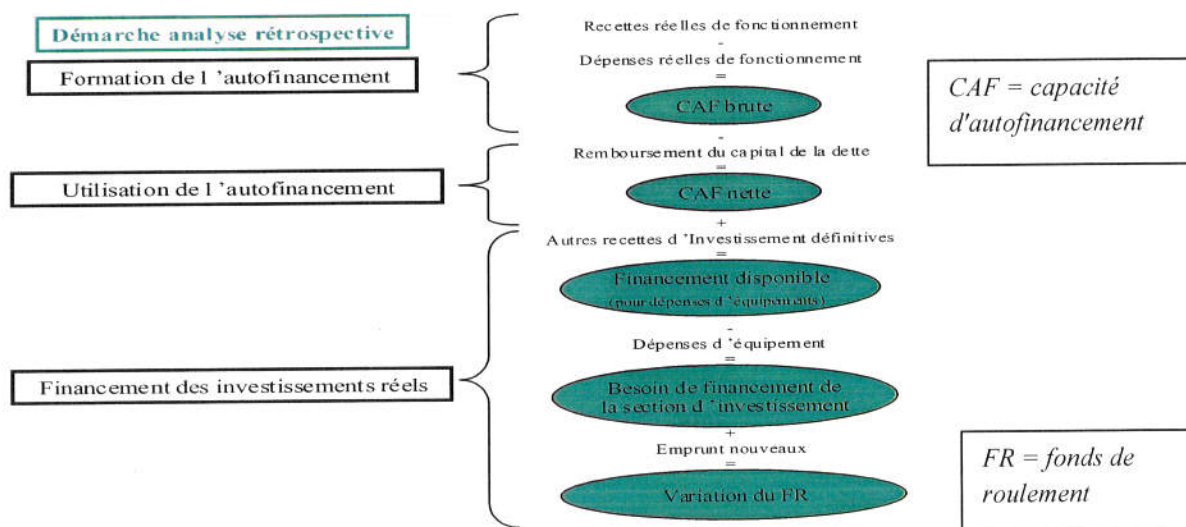 Démarche analyse rétrospective
Formation de l 'autofinancement
Recettes réelles de fonctionnement
-
Dépenses réelles de fonctionnement
=
CAF brute
-
CAF = capacité
d'autofinancement
Utilisation de l 'autofinancement
Remboursement du capital de la dette
=
CAF nette
+
Financement des investissements réels
Autres recettes d 'Investissement définitives
=
Financement disponible
(pour dépenses d 'équipements)
-
Dépenses d 'équipement
=
Besoin de financement de
la section d 'investissement
+
Emprunt nouveaux
=
Variation du FR
FR = fonds de
roulement